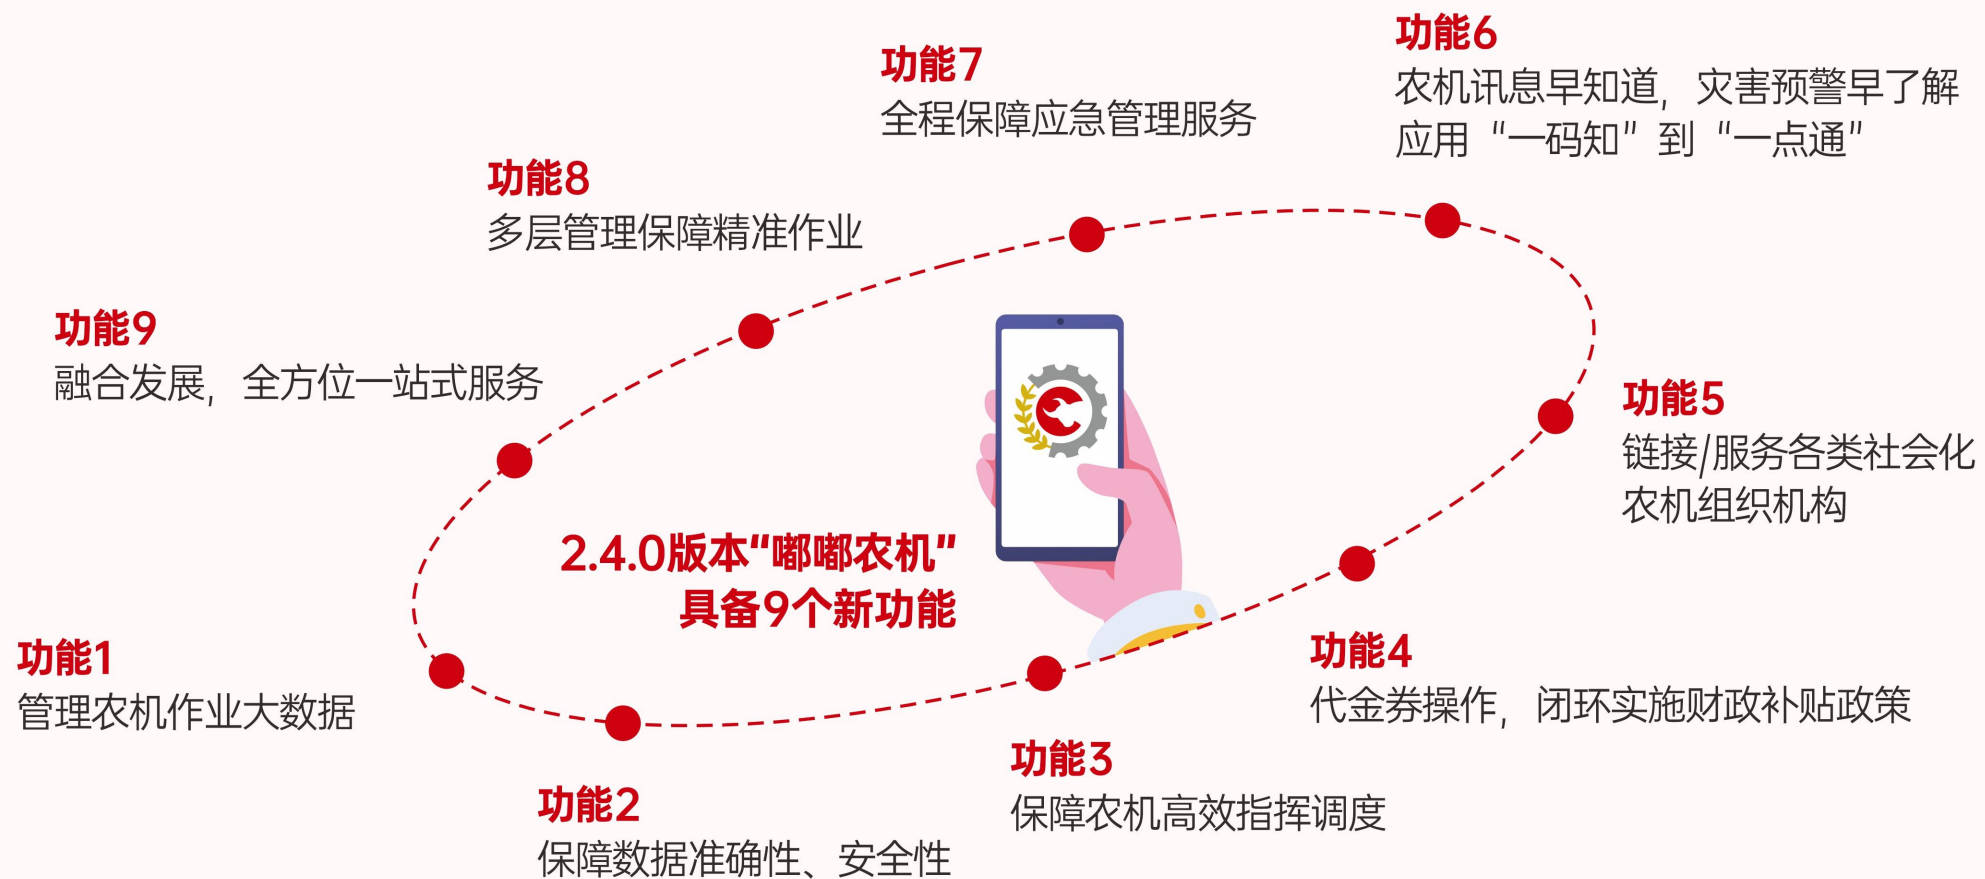 功能6
农机讯息早知道，灾害预警早了解
应用“一码知”到“一点通”
功能7
全程保障应急管理服务
功能8
多层管理保障精准作业
功能9
融合发展，全方位一站式服务
功能5
链接/服务各类社会化
农机组织机构
2.4.0版本“嘟嘟农机”
具备9个新功能
功能1
管理农机作业大数据
功能4
代金券操作，闭环实施财政补贴政策
功能3
保障农机高效指挥调度
功能2
保障数据准确性、安全性